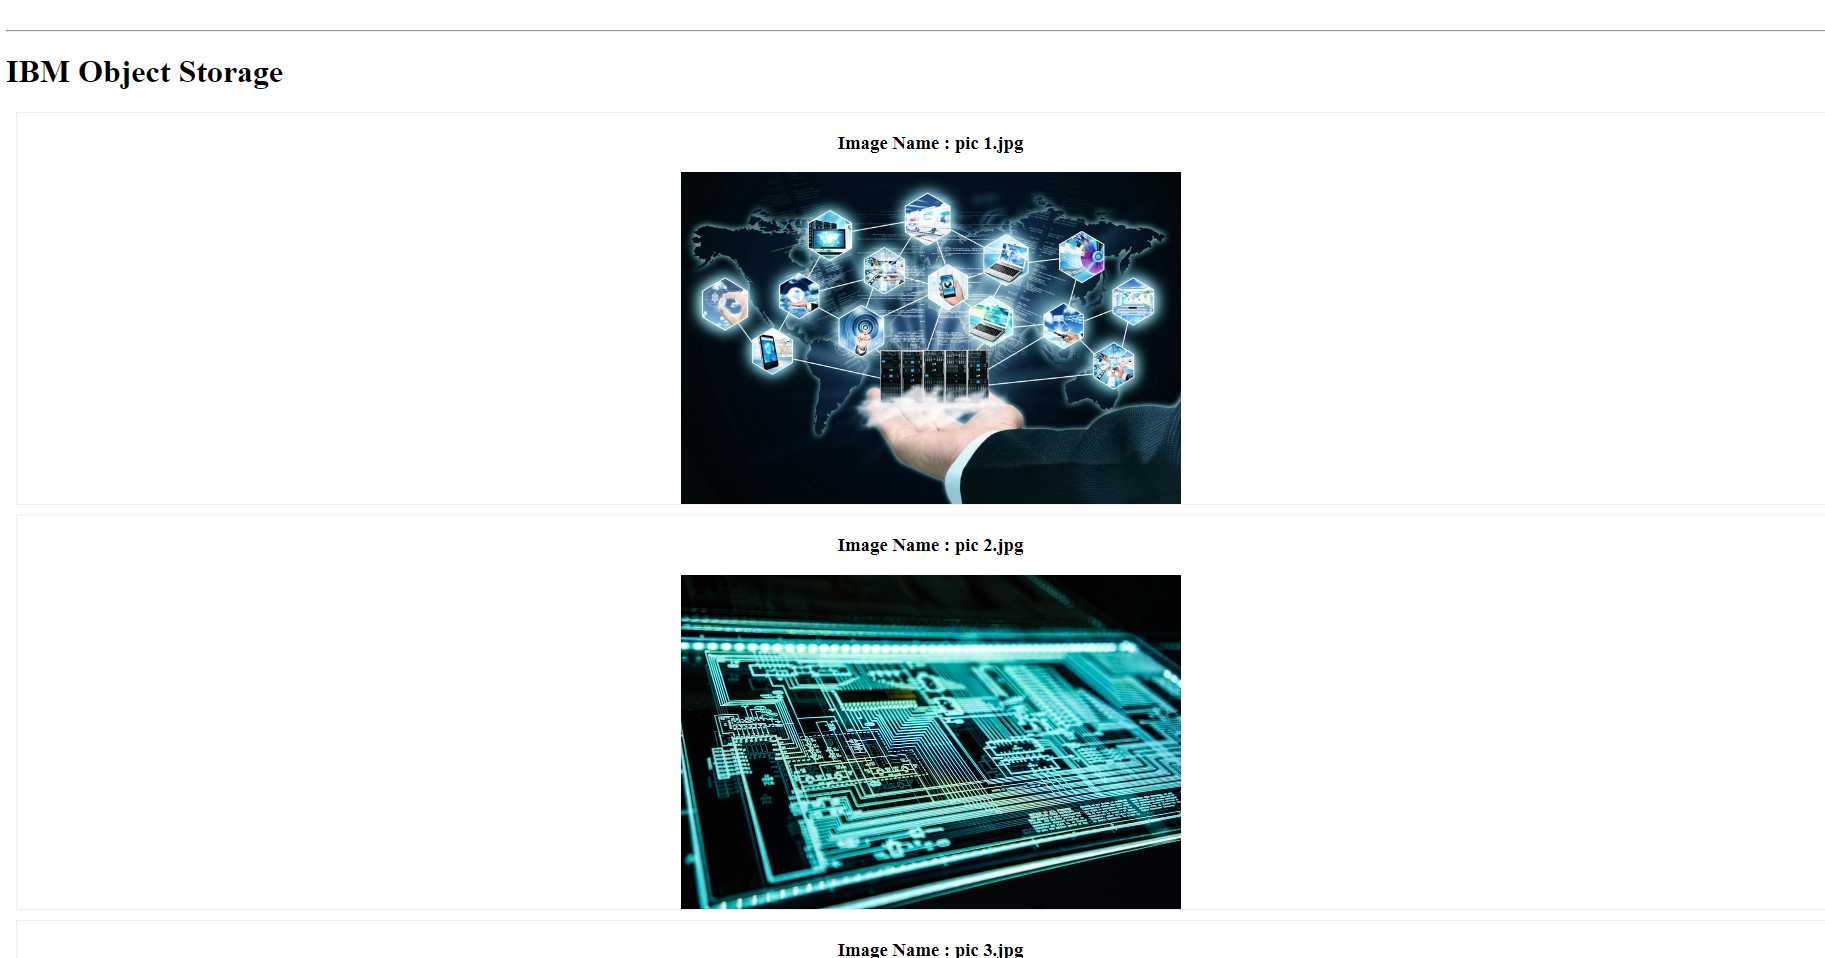 IBM Object Storage
Image Name : pic 1.jpg
Image Name : pic 2.jpg
Image Name : pic 3.jpg